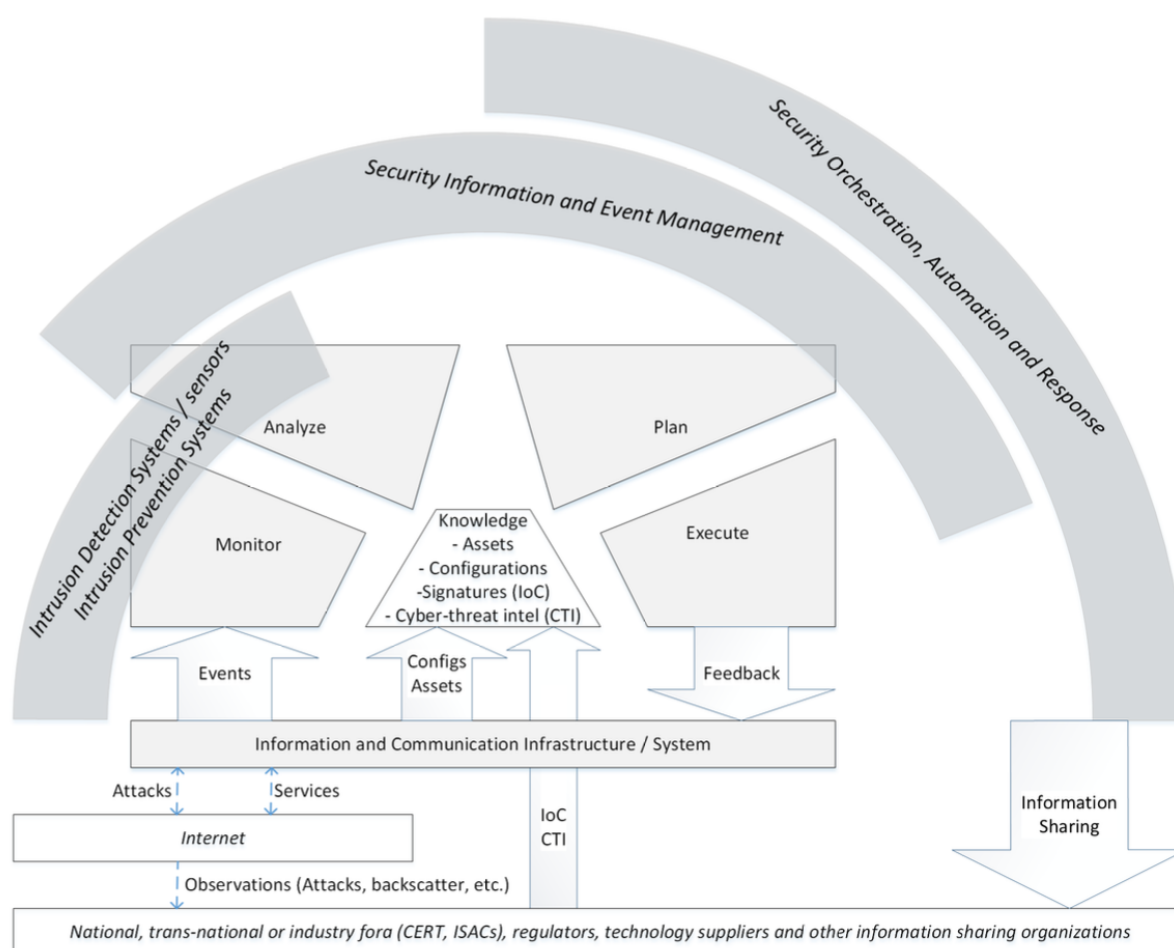 Security Orchestration, Automation and Response
Security Information and Event Management
Intrusion Detection Systems / sensors
Intrusion Prevention Systems
Analyze
Plan
Monitor
Knowledge
- Assets
- Configurations
-Signatures (IoC)
- Cyber-threat intel (CTI)
Execute
Events
Configs
Assets
Feedback
Information and Communication Infrastructure / System
Attacks
Services
Internet
IoC
CTI
Information
Sharing
Observations (Attacks, backscatter, etc.)
National, trans-national or industry fora (CERT, ISACs), regulators, technology suppliers and other information sharing organizations